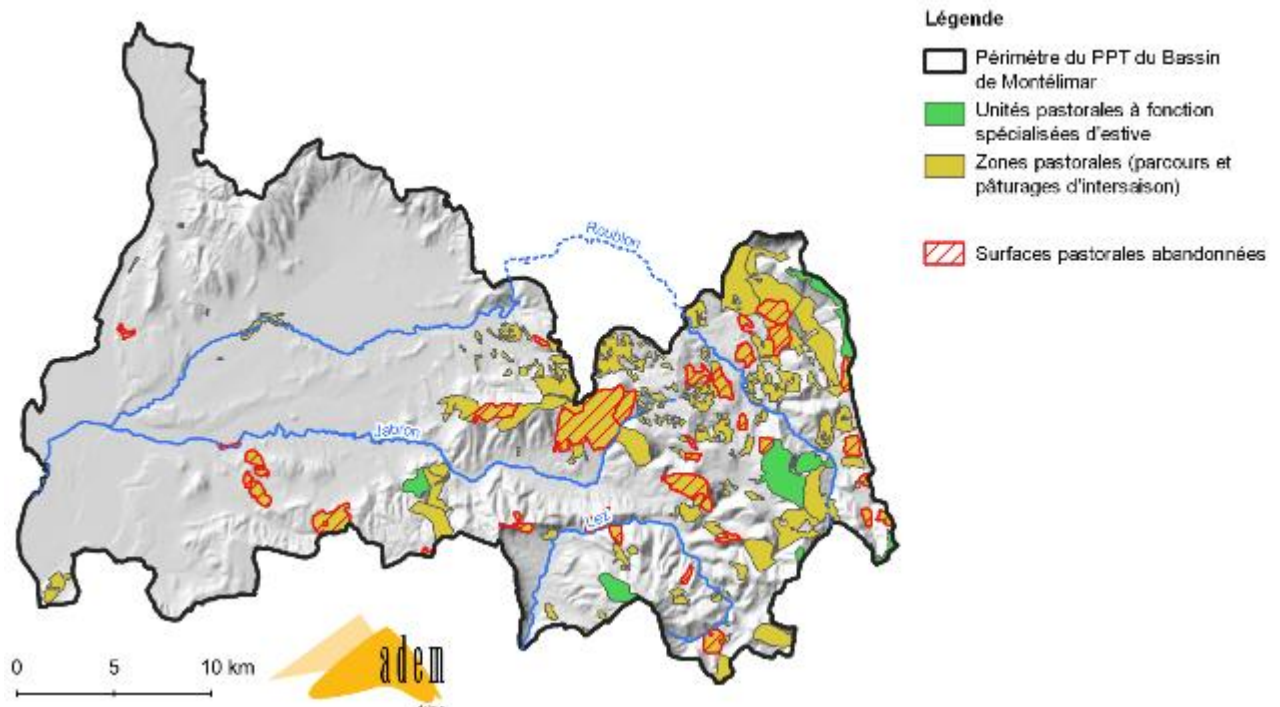 Légende
Périmètre du PPT du Bassin
de Montélimar
Unités pastorales à fonction
spécialisées d'estive
Zones pastorales (parcours et
pâturages d'intersaison)
Surfaces pastorales abandonnées
Roubion
Jabron
Lez
0 5 10 km
adem